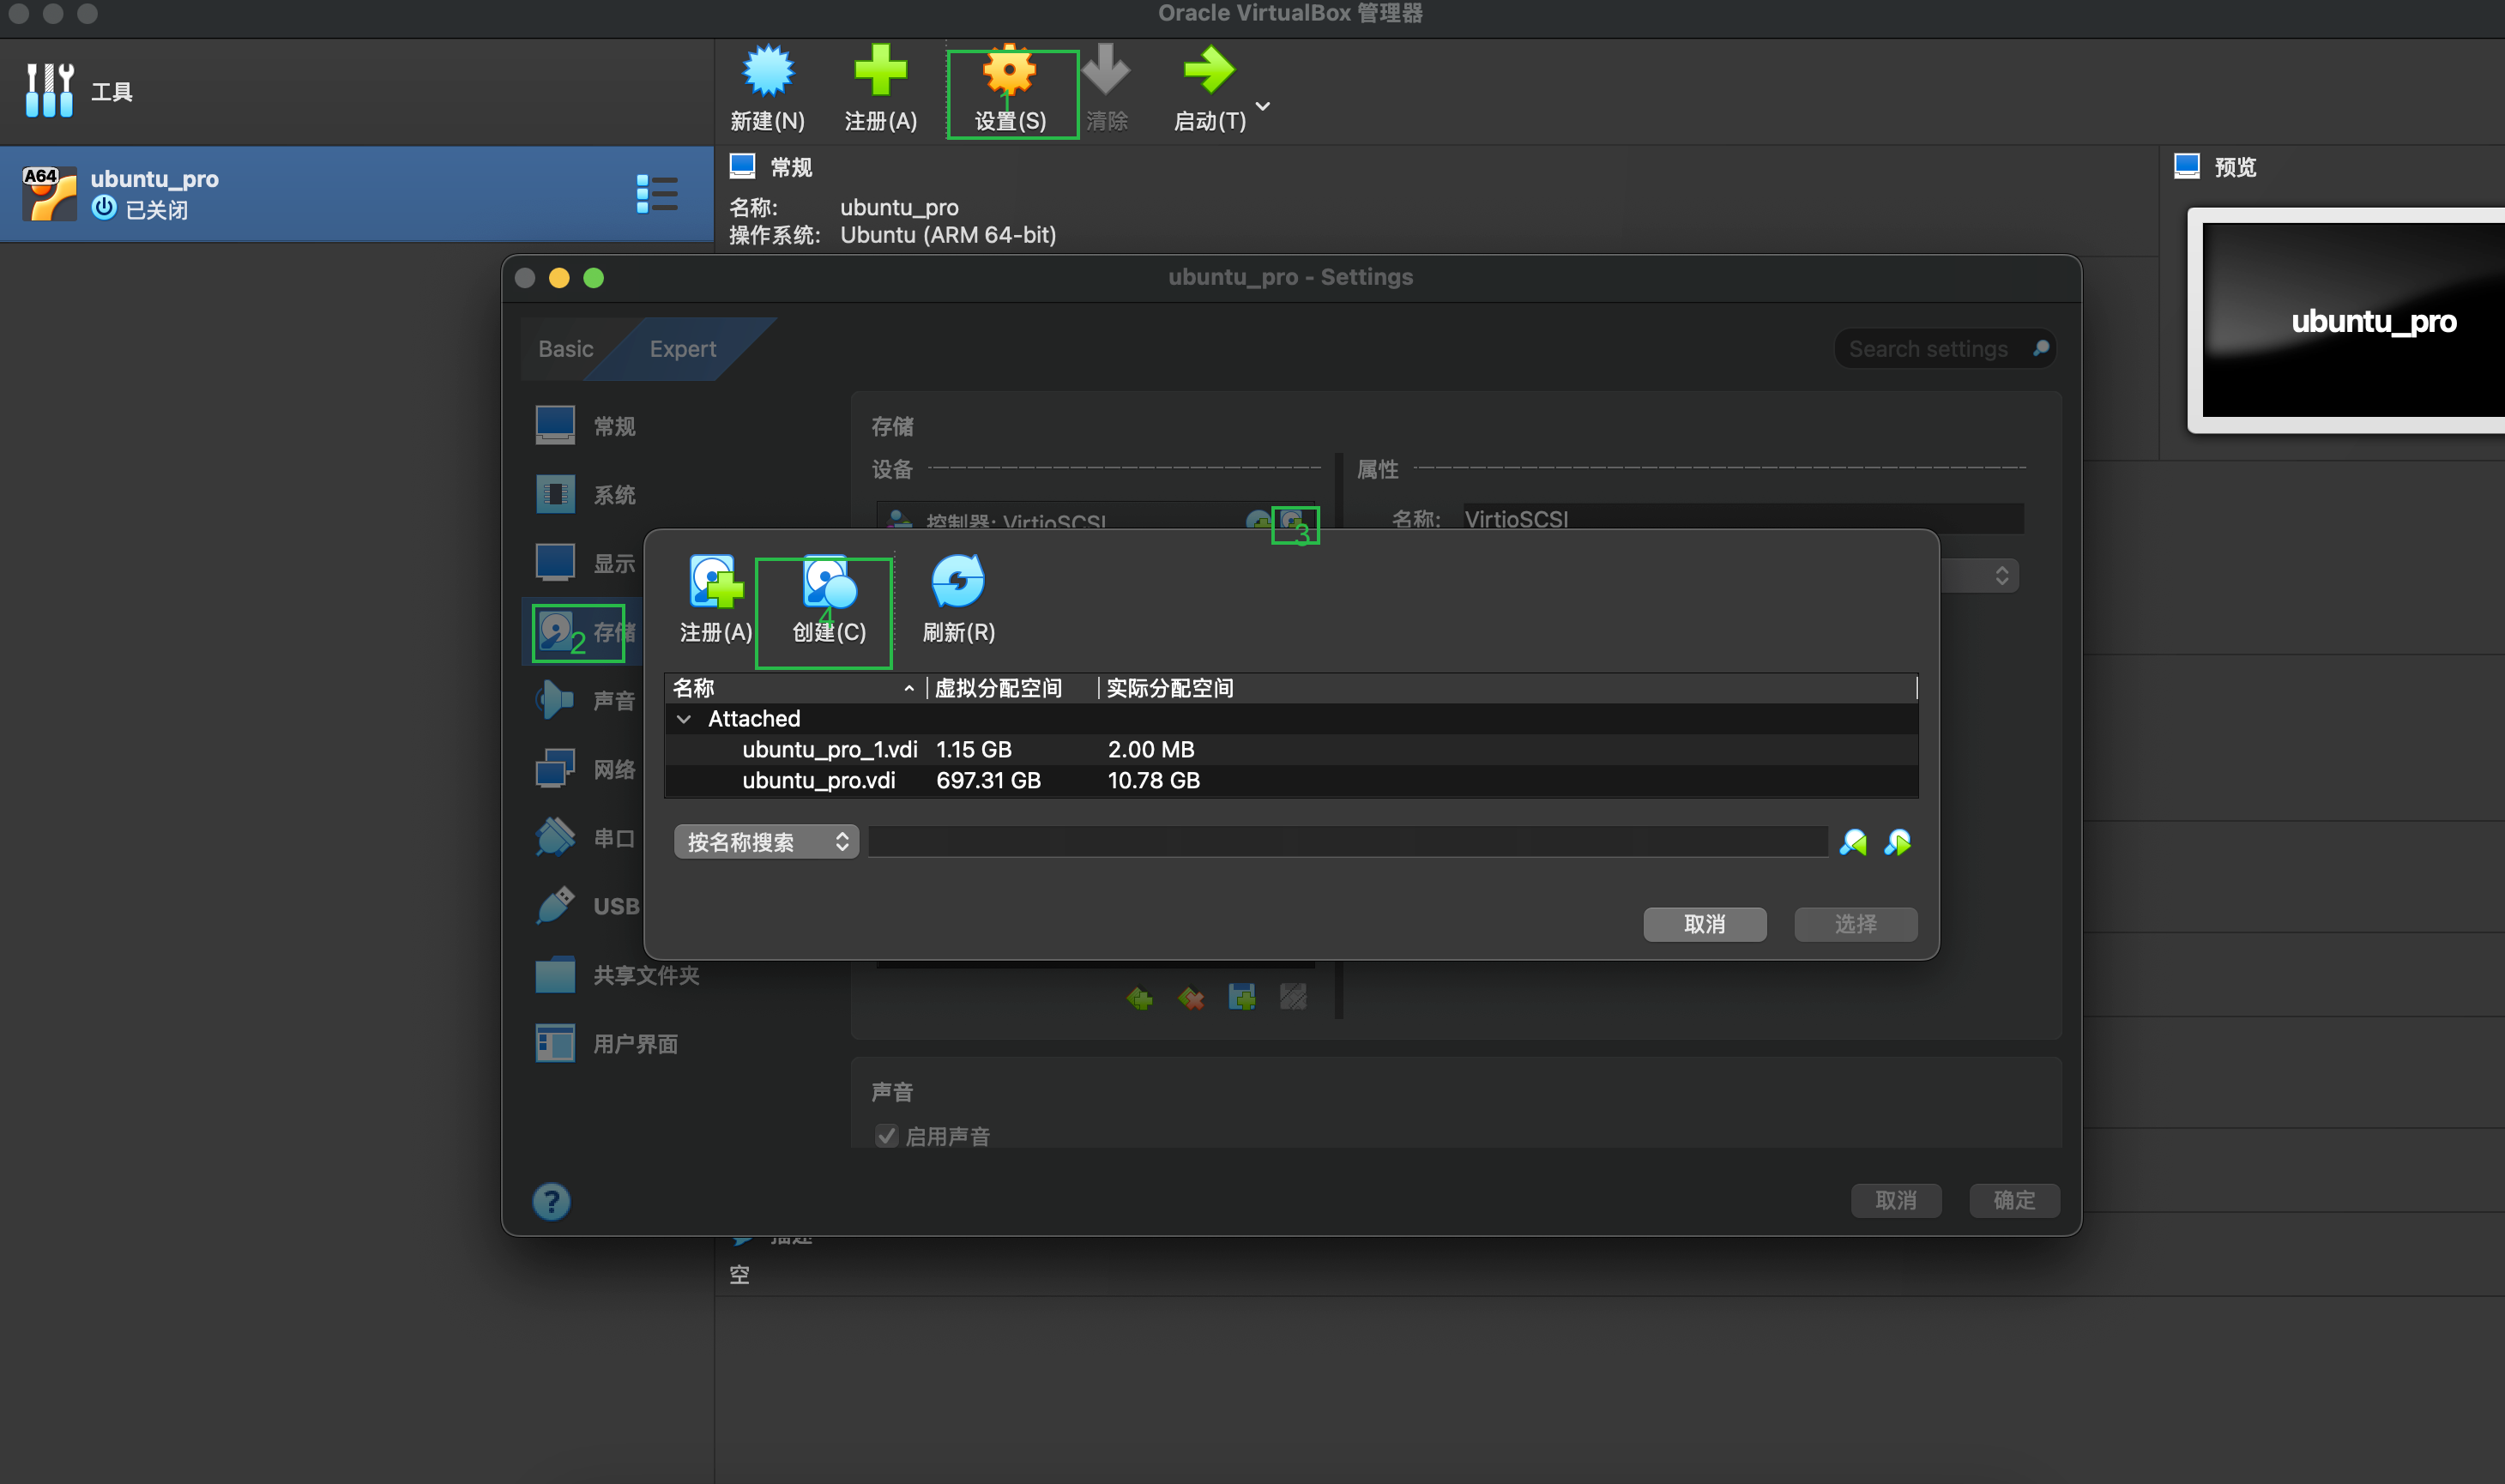 Oracle VirtualBox 管理器
工具
新建(N)
注册(A)
1
设置(S)
清除
启动(T)
A64
ubuntu_pro
已关闭
常规
名称: ubuntu_pro
操作系统: Ubuntu (ARM 64-bit)
预览
ubuntu_pro
ubuntu_pro - Settings
Basic
Expert
Search settings
常规
系统
显示
2
存储
声音
网络
串口
USB
共享文件夹
用户界面
存储
设备
属性
控制器: VirtioSCSI
3
名称: VirtioSCSI
注册(A)
4
创建(C)
刷新(R)
名称 虚拟分配空间 实际分配空间
Attached
ubuntu_pro_1.vdi 1.15 GB 2.00 MB
ubuntu_pro.vdi 697.31 GB 10.78 GB
按名称搜索
取消
选择
声音
启用声音
?
取消
确定
描述
空